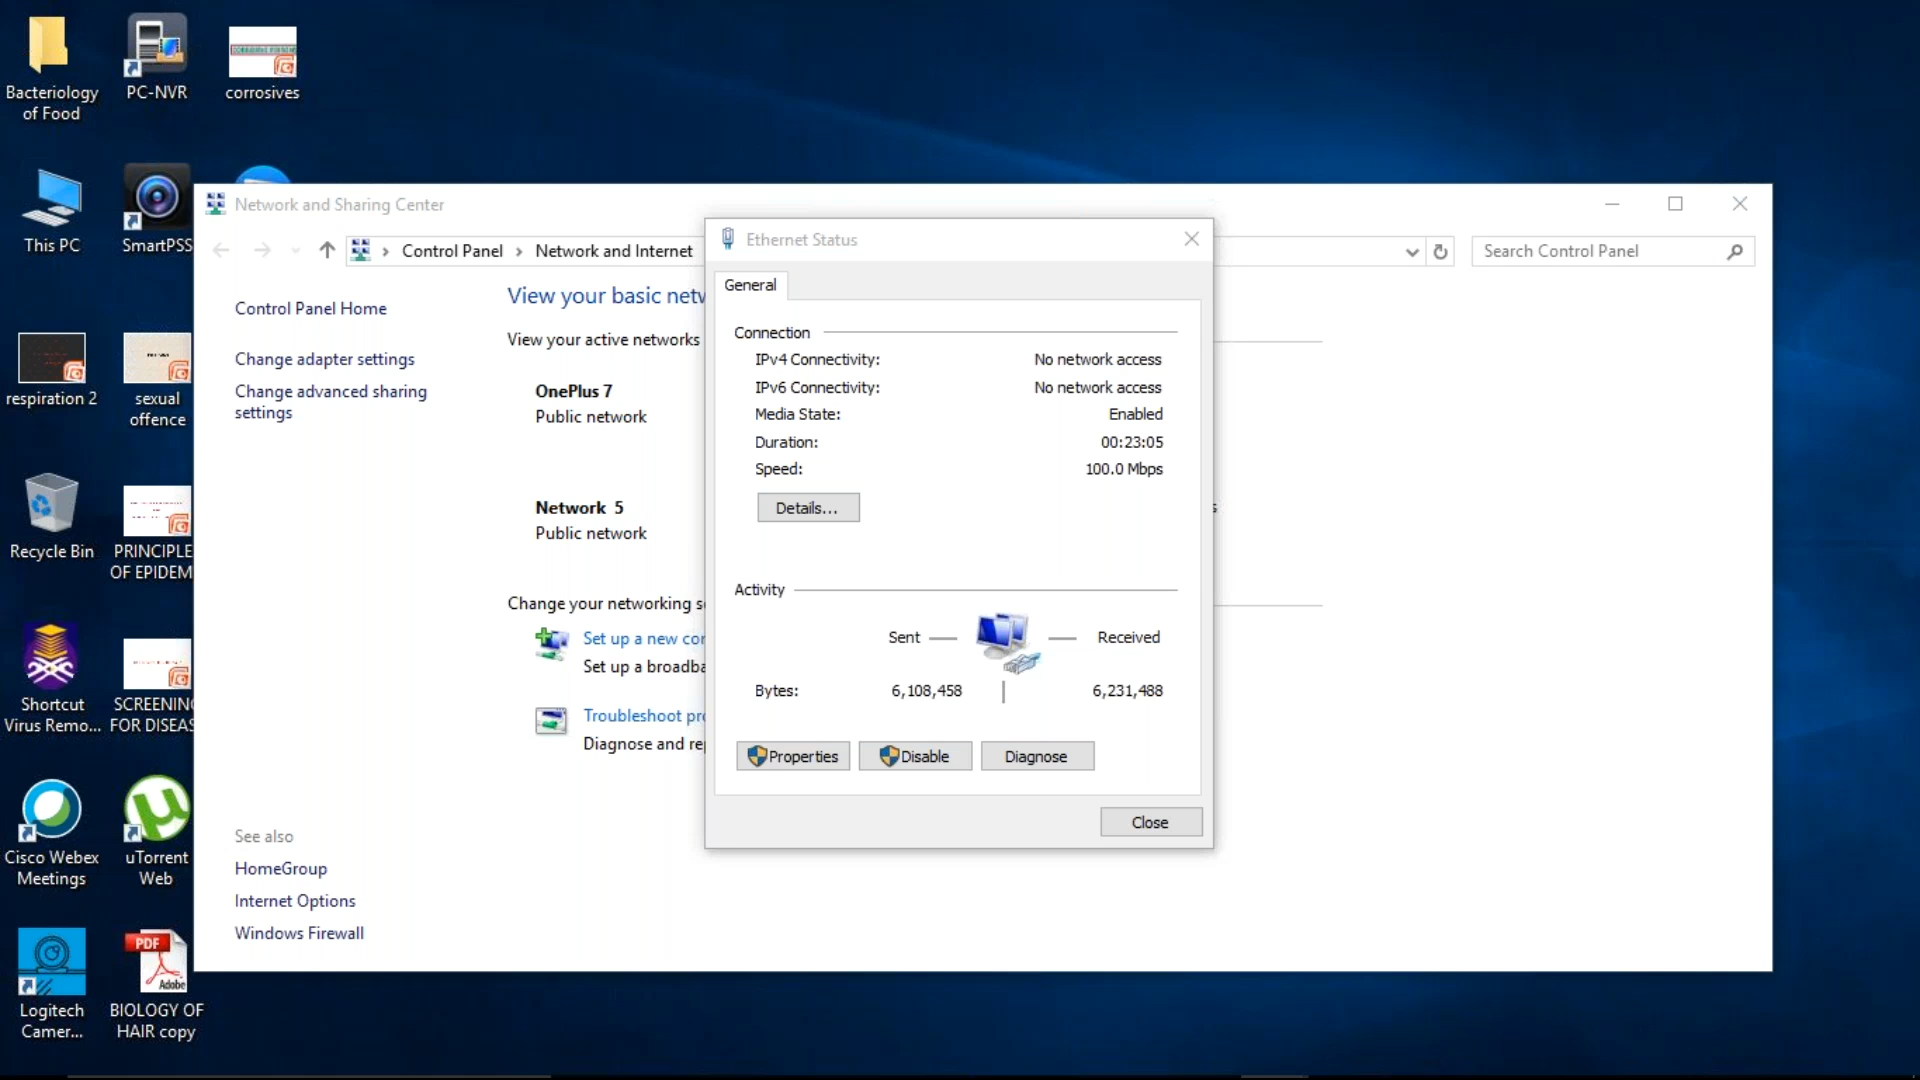 Bacteriology
of Food
PC-NVR
corrosives
This PC
SmartPSS
respiration 2
sexual
offence
Recycle Bin
PRINCIPLE
OF EPIDEM
Shortcut
Virus Remo...
SCREENING
FOR DISEAS
Cisco Webex
Meetings
uTorrent
Web
Logitech
Camer...
PDF
Adobe
BIOLOGY OF
HAIR copy
Network and Sharing Center
Control Panel
Network and Internet
Search Control Panel
Control Panel Home
Change adapter settings
Change advanced sharing
settings
View your basic netw
View your active networks
OnePlus 7
Public network
Network 5
Public network
Change your networking s
Set up a new cor
Set up a broadba
Troubleshoot pro
Diagnose and rep
See also
HomeGroup
Internet Options
Windows Firewall
Ethernet Status
General
Connection
IPv4 Connectivity: No network access
IPv6 Connectivity: No network access
Media State: Enabled
Duration: 00:23:05
Speed: 100.0 Mbps
Details...
Activity
Sent Received
Bytes: 6,108,458 6,231,488
Properties Disable Diagnose
Close